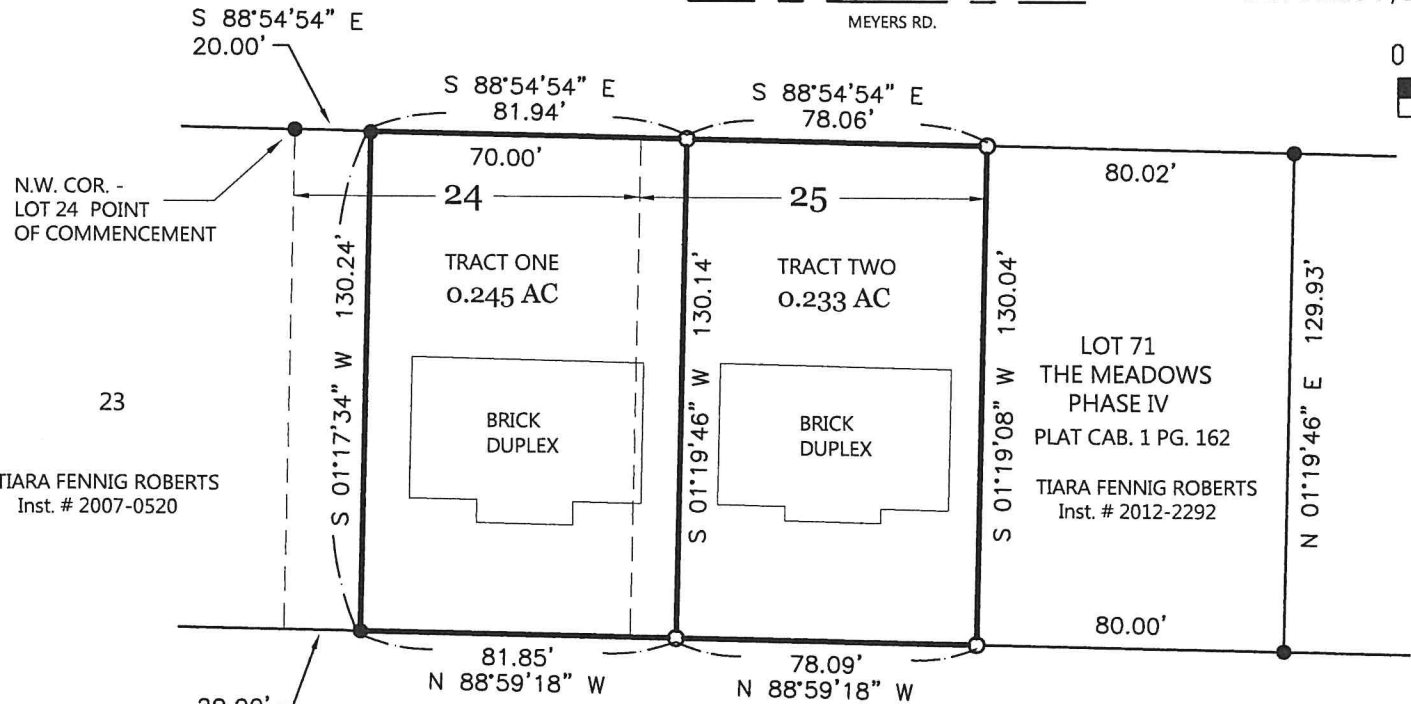 MEYERS RD.
0
S 88°54'54" E
20.00'
S 88°54'54" E
81.94'
S 88°54'54" E
78.06'
70.00'
80.02'
N.W. COR. -
LOT 24 POINT
OF COMMENCEMENT
24
25
TRACT ONE
0.245 AC
TRACT TWO
0.233 AC
S 01°17'34" W 130.24'
S 01°19'46" W 130.14'
S 01°19'08" W 130.04'
N 01°19'46" E 129.93'
LOT 71
THE MEADOWS
PHASE IV
PLAT CAB. 1 PG. 162
TIARA FENNIG ROBERTS
Inst. # 2012-2292
23
TIARA FENNIG ROBERTS
Inst. # 2007-0520
BRICK
DUPLEX
BRICK
DUPLEX
81.85'
N 88°59'18" W
78.09'
N 88°59'18" W
80.00'